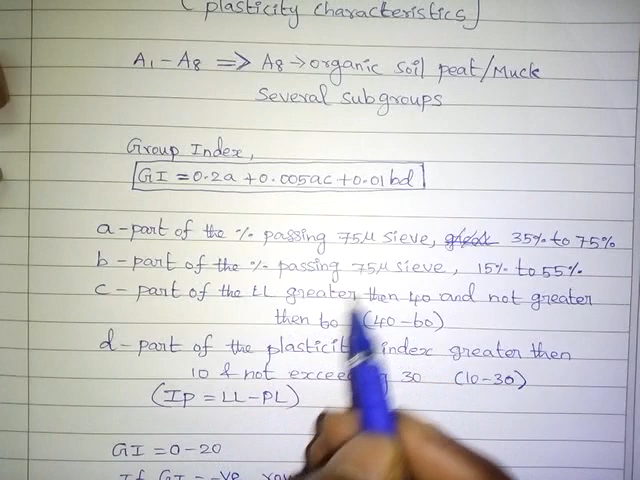 (plasticity characteristics]
A1 - A8 => A8 → organic soil peat/Muck
Several subgroups
Group Index,
GI = 0.2a + 0.005ac + 0.01bd
a - part of the % passing 75μ sieve, 35% to 75%
b - part of the % passing 75μ sieve, 15% to 55%
c - part of the LL greater then 40 and not greater
then 60 (40-60)
d - part of the plasticity index greater then
10 & not exceeding 30 (10-30)
(Ip = LL - PL)
GI = 0-20
If GI = -ve